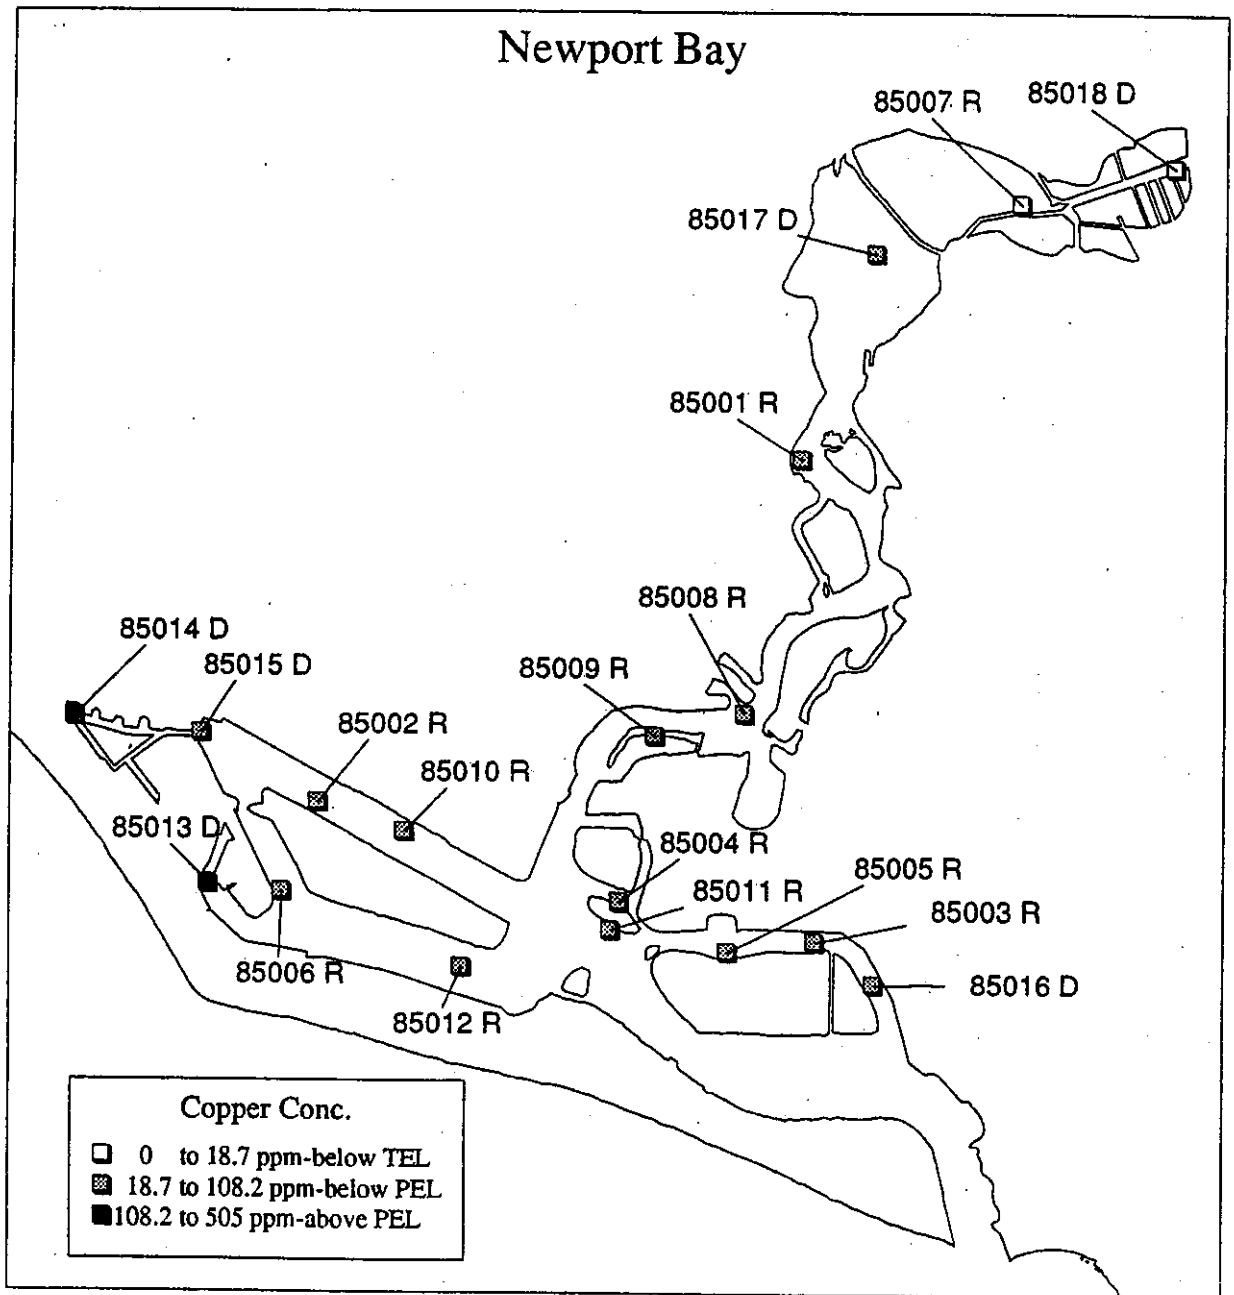 Newport Bay
85007 R
85018 D
85017 D
85001 R
85008 R
85014 D
85015 D
85009 R
85002 R
85010 R
85013 D
85004 R
85005 R
85011 R
85003 R
85006 R
85016 D
85012 R
Copper Conc.
0 to 18.7 ppm-below TEL
18.7 to 108.2 ppm-below PEL
108.2 to 505 ppm-above PEL